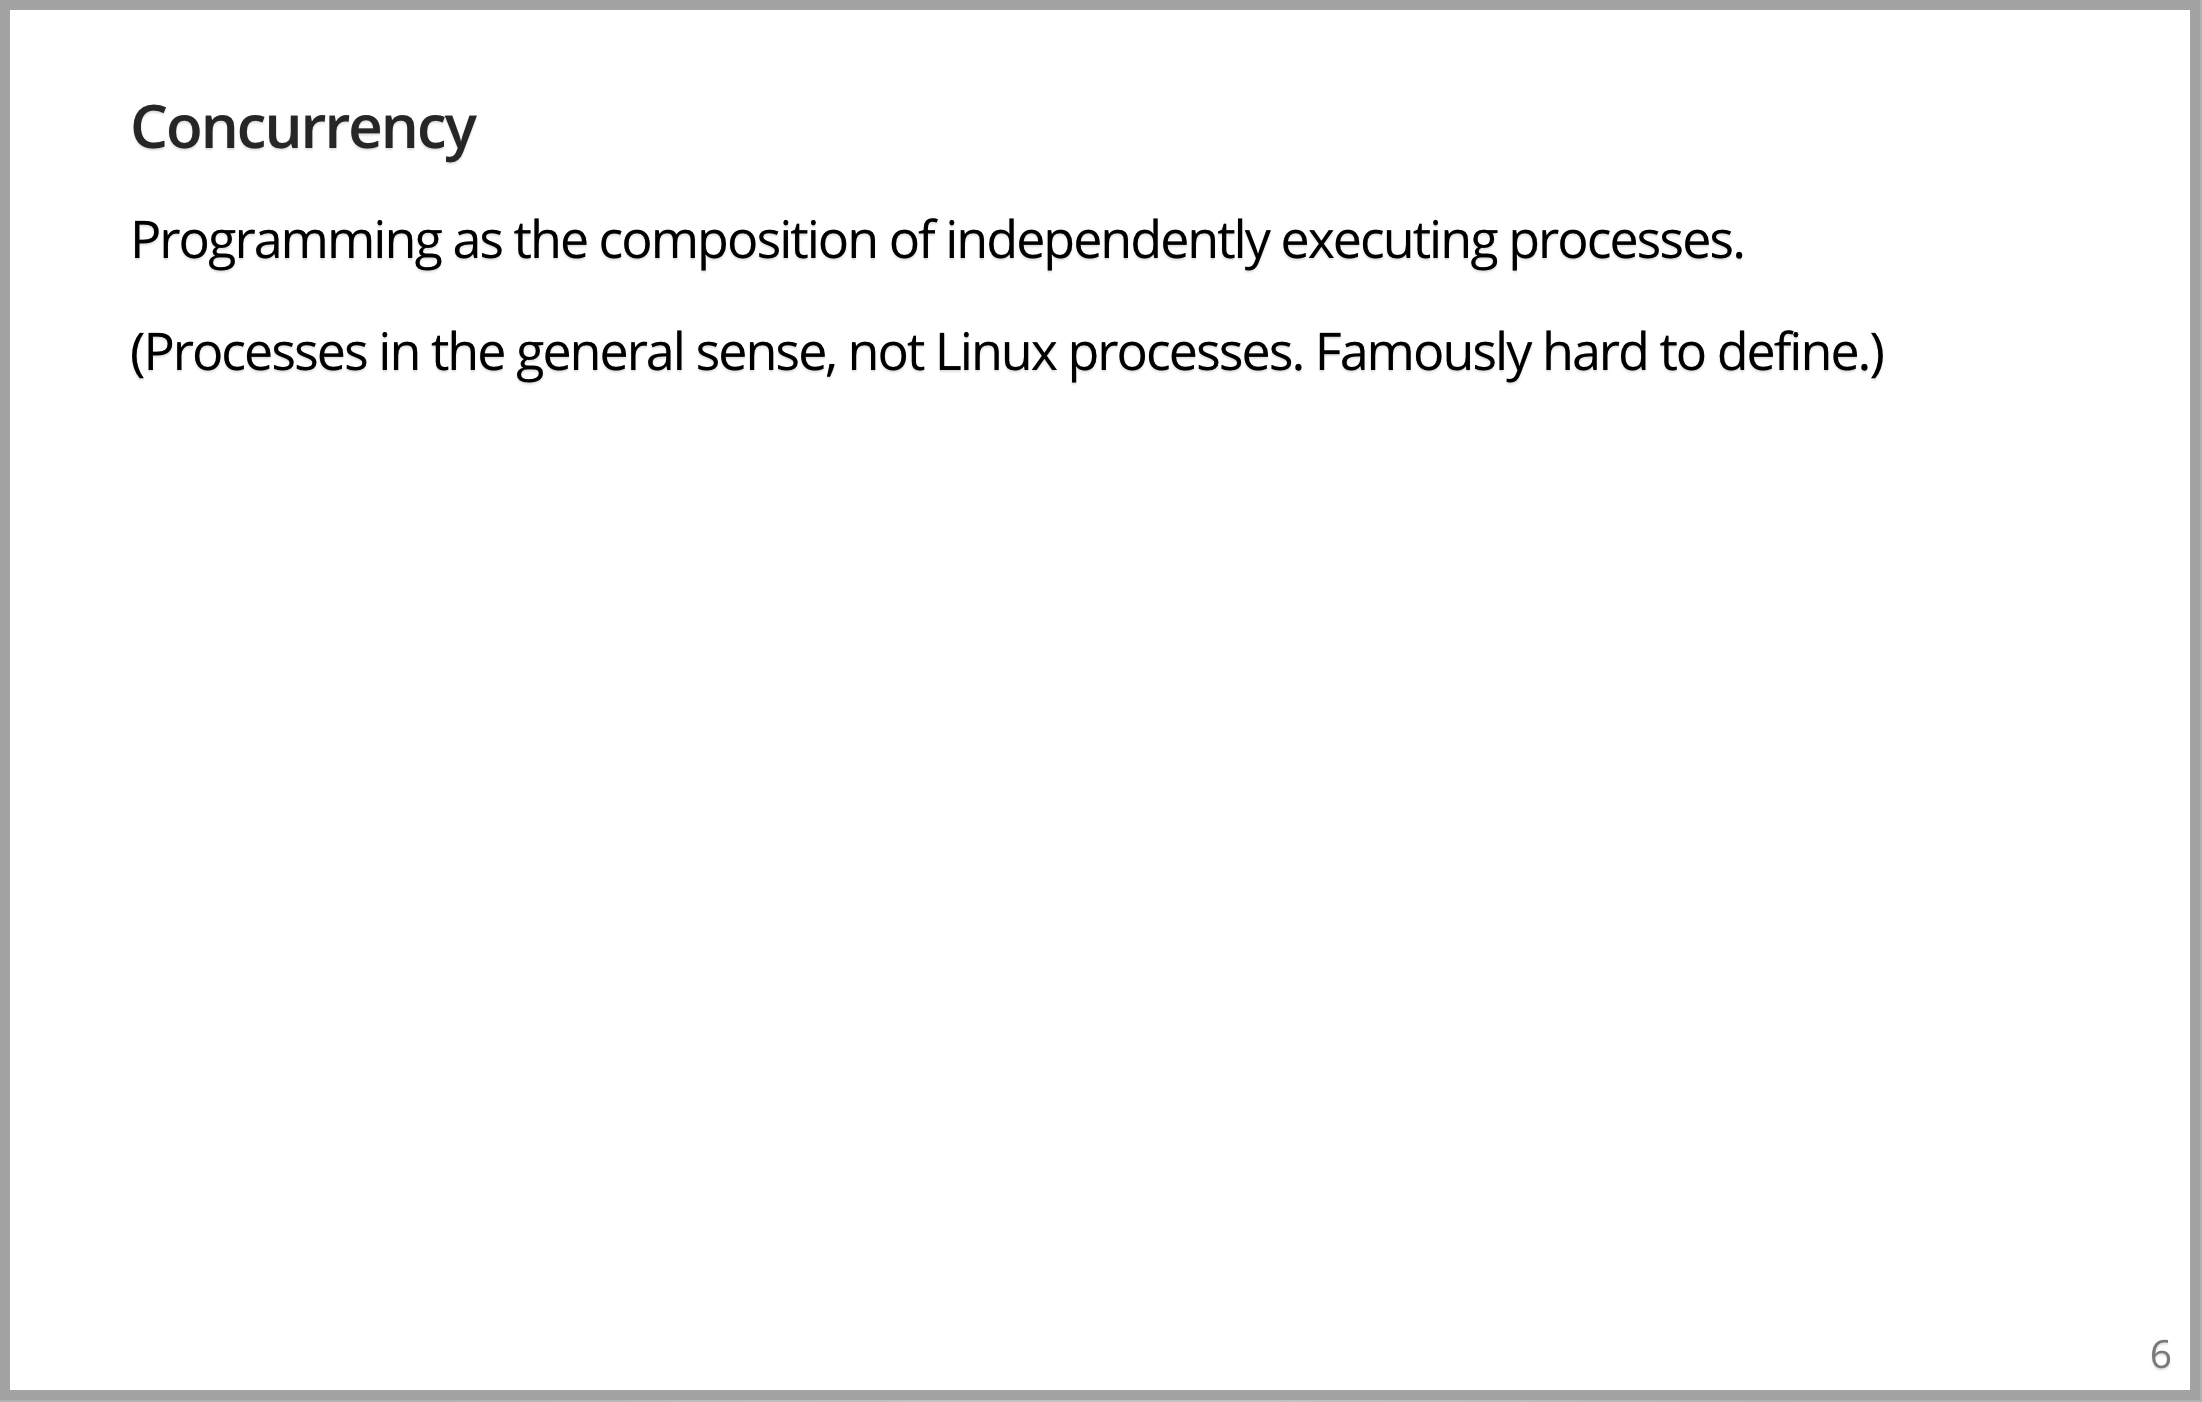 Concurrency
Programming as the composition of independently executing processes.
(Processes in the general sense, not Linux processes. Famously hard to define.)
6